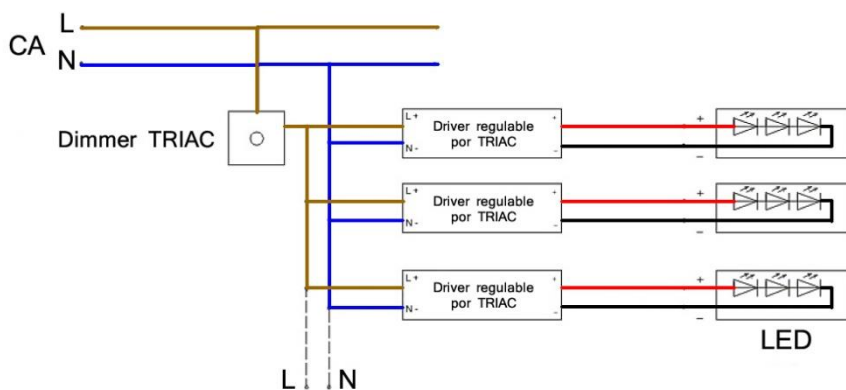 L
CA
N
Dimmer TRIAC
L +
N -
Driver regulable
por TRIAC
+
−
+
−
L +
N -
Driver regulable
por TRIAC
+
−
+
−
L +
N -
Driver regulable
por TRIAC
+
−
+
−
LED
L N